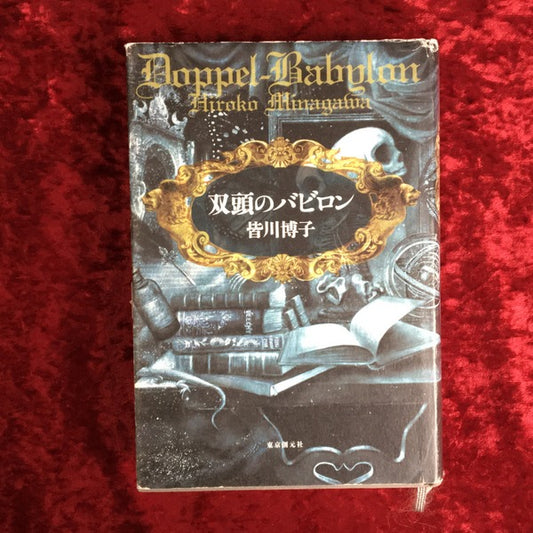 Doppel-Babylon
Hiroko Minagawa
双頭のバビロン
皆川博子
東京創元社